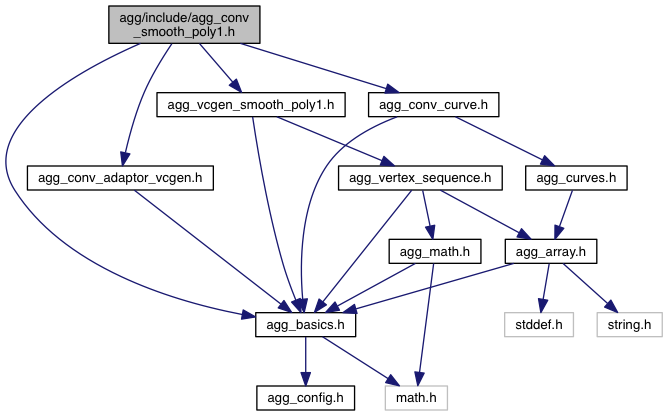 agg/include/agg_conv
_smooth_poly1.h
agg_vcgen_smooth_poly1.h
agg_conv_curve.h
agg_conv_adaptor_vcgen.h
agg_vertex_sequence.h
agg_curves.h
agg_math.h
agg_array.h
agg_basics.h
stddef.h
string.h
agg_config.h
math.h